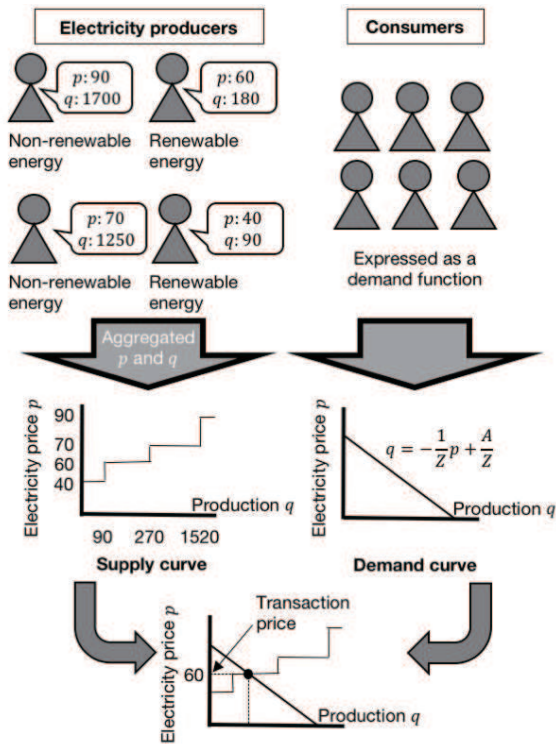 Electricity producers
Consumers
p: 90
q: 1700
p: 60
q: 180
Non-renewable
energy
Renewable
energy
p: 70
q: 1250
p: 40
q: 90
Non-renewable
energy
Renewable
energy
Expressed as a
demand function
Aggregated
p and q
Electricity price p
90
70
60
40
Production q
90 270 1520
Supply curve
Electricity price p
q = -1/Z p + A/Z
Production q
Demand curve
Transaction
price
Electricity price p
60
Production q